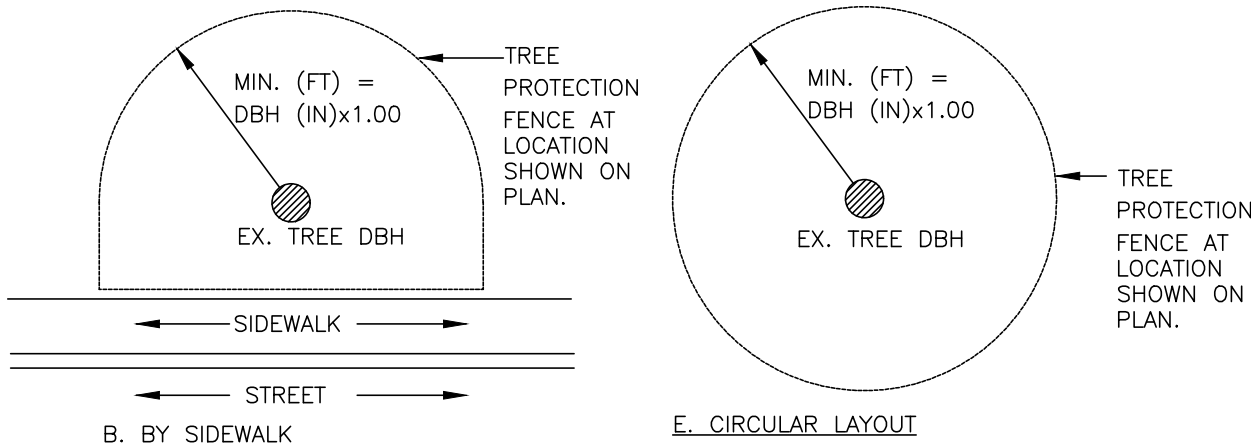 MIN. (FT) =
DBH (IN)x1.00
TREE
PROTECTION
FENCE AT
LOCATION
SHOWN ON
PLAN.
EX. TREE DBH
SIDEWALK
STREET
B. BY SIDEWALK
MIN. (FT) =
DBH (IN)x1.00
EX. TREE DBH
TREE
PROTECTION
FENCE AT
LOCATION
SHOWN ON
PLAN.
E. CIRCULAR LAYOUT